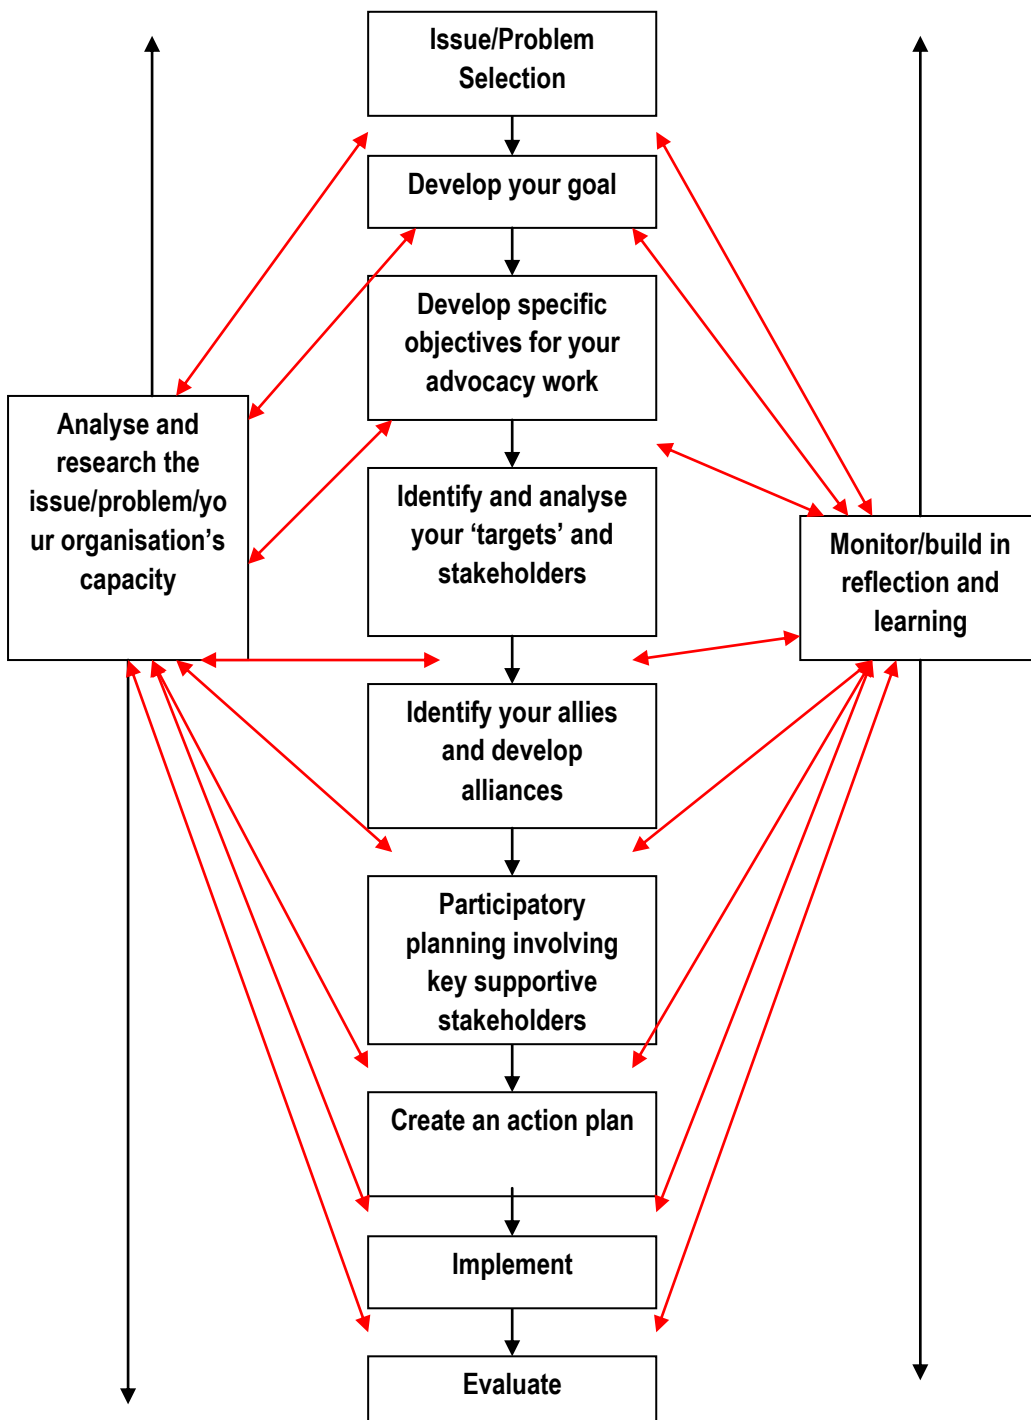 Issue/Problem
Selection
Develop your goal
Develop specific
objectives for your
advocacy work
Analyse and
research the
issue/problem/yo
ur organisation’s
capacity
Identify and analyse
your ‘targets’ and
stakeholders
Monitor/build in
reflection and
learning
Identify your allies
and develop
alliances
Participatory
planning involving
key supportive
stakeholders
Create an action plan
Implement
Evaluate